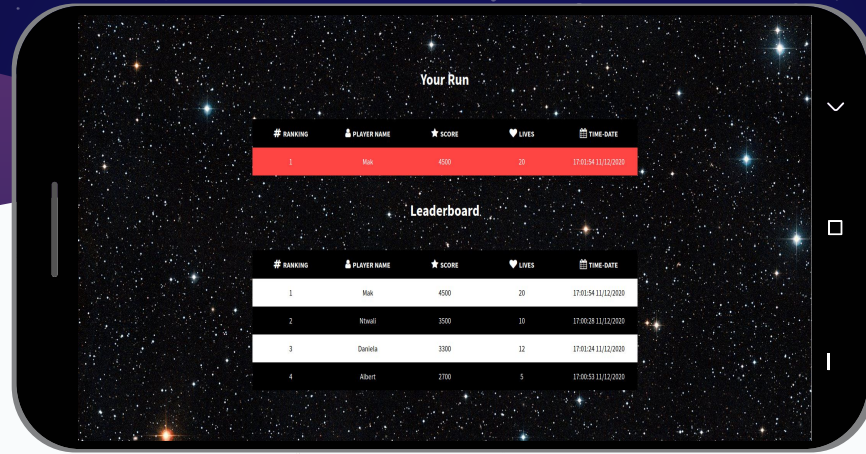 Your Run
# RANKING PLAYER NAME SCORE LIVES TIME-DATE
1 Mak 4500 20 17:01:54 11/12/2020
Leaderboard
# RANKING PLAYER NAME SCORE LIVES TIME-DATE
1 Mak 4500 20 17:01:54 11/12/2020
2 Ntwali 3500 10 17:00:28 11/12/2020
3 Daniela 3300 12 17:01:24 11/12/2020
4 Albert 2700 5 17:00:53 11/12/2020